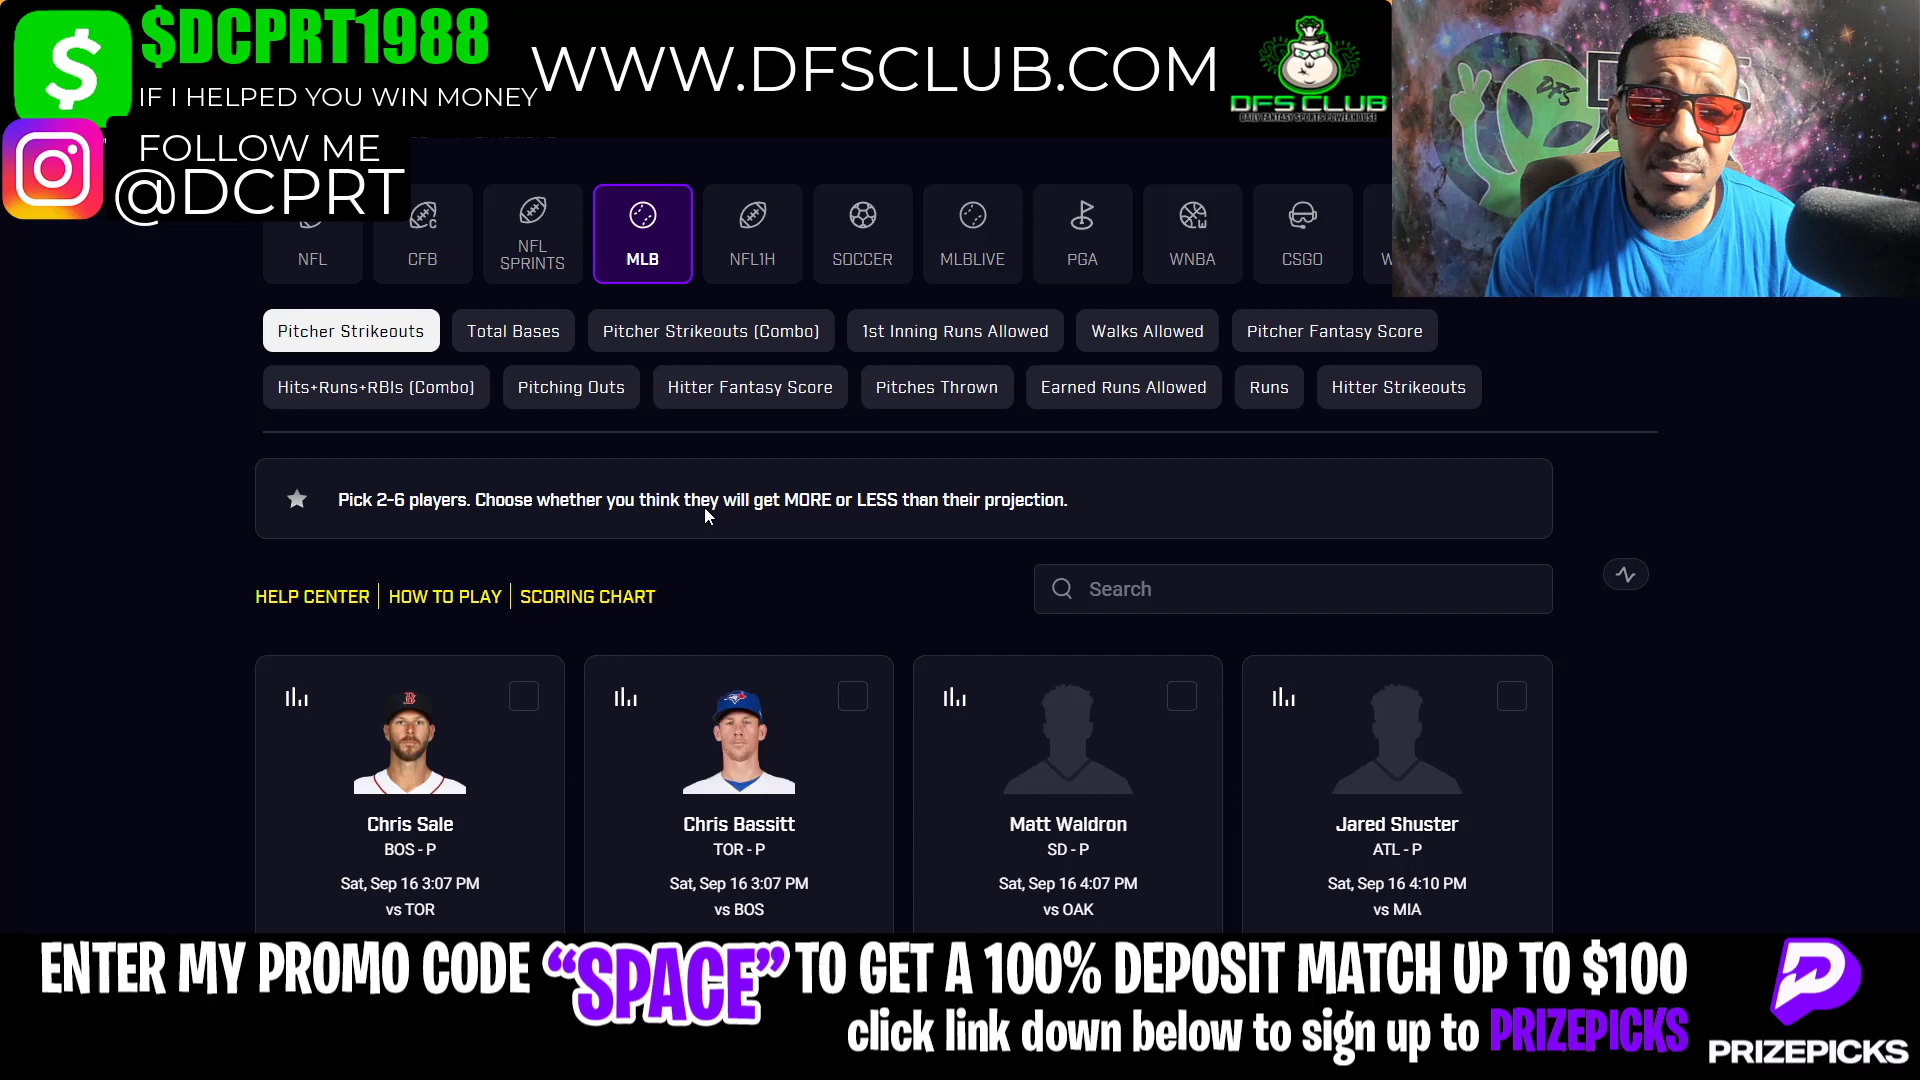 $DCPRT1988
IF I HELPED YOU WIN MONEY
WWW.DFSCLUB.COM
DFS CLUB
DAILY FANTASY SPORTS POWERHOUSE
DFS
FOLLOW ME
@DCPRT
NFL
CFB
NFL SPRINTS
MLB
NFL1H
SOCCER
MLBLIVE
PGA
WNBA
CSGO
Pitcher Strikeouts
Total Bases
Pitcher Strikeouts (Combo)
1st Inning Runs Allowed
Walks Allowed
Pitcher Fantasy Score
Hits+Runs+RBIs (Combo)
Pitching Outs
Hitter Fantasy Score
Pitches Thrown
Earned Runs Allowed
Runs
Hitter Strikeouts
Pick 2-6 players. Choose whether you think they will get MORE or LESS than their projection.
HELP CENTER
HOW TO PLAY
SCORING CHART
Search
Chris Sale
BOS - P
Sat, Sep 16 3:07 PM
vs TOR
Chris Bassitt
TOR - P
Sat, Sep 16 3:07 PM
vs BOS
Matt Waldron
SD - P
Sat, Sep 16 4:07 PM
vs OAK
Jared Shuster
ATL - P
Sat, Sep 16 4:10 PM
vs MIA
ENTER MY PROMO CODE “SPACE” TO GET A 100% DEPOSIT MATCH UP TO $100
click link down below to sign up to PRIZEPICKS
PRIZEPICKS